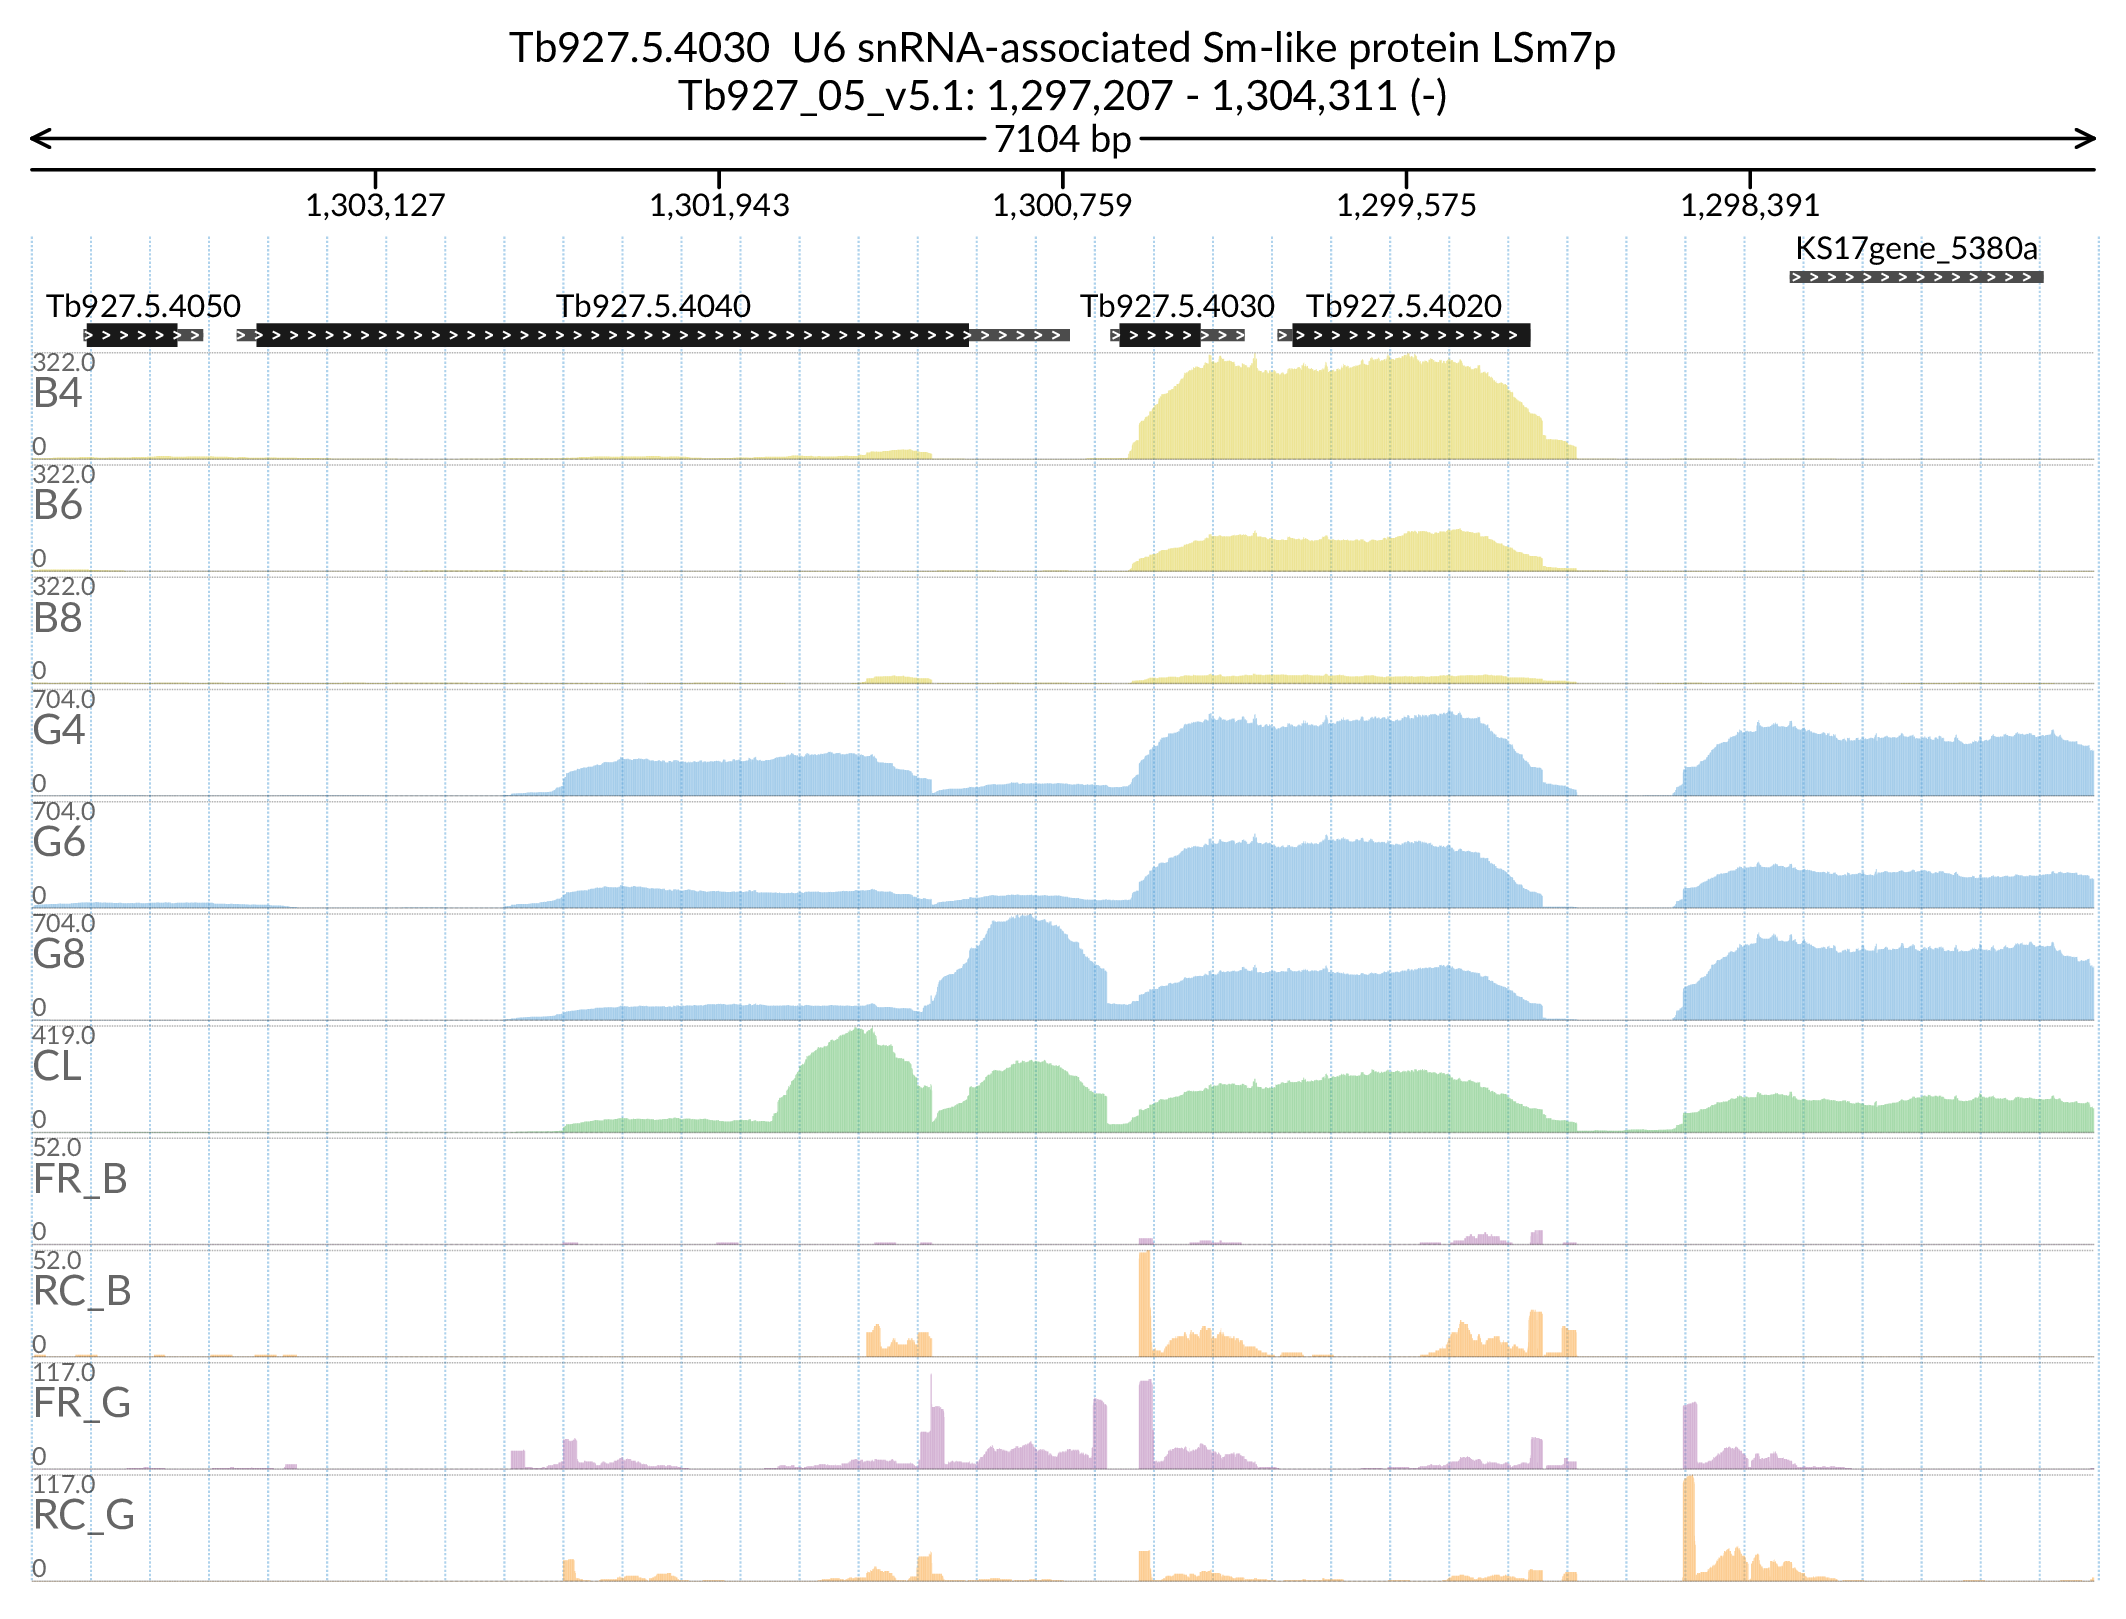 Tb927.5.4030 U6 snRNA-associated Sm-like protein LSm7p
Tb927_05_v5.1: 1,297,207 - 1,304,311 (-)
7104 bp
1,303,127 1,301,943 1,300,759 1,299,575 1,298,391
KS17gene_5380a
Tb927.5.4050 Tb927.5.4040 Tb927.5.4030 Tb927.5.4020
322.0
B4
0
322.0
B6
0
322.0
B8
0
704.0
G4
0
704.0
G6
0
704.0
G8
0
419.0
CL
0
52.0
FR_B
0
52.0
RC_B
0
117.0
FR_G
0
117.0
RC_G
0